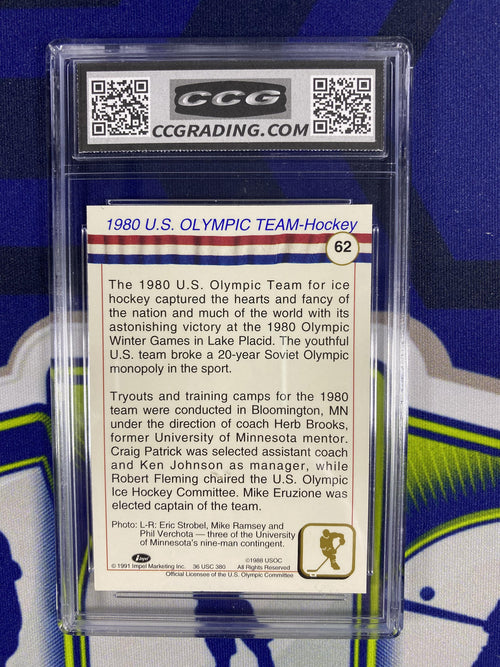 CCG
CCGRADING.COM
1980 U.S. OLYMPIC TEAM-Hockey
62
The 1980 U.S. Olympic Team for ice
hockey captured the hearts and fancy of
the nation and much of the world with its
astonishing victory at the 1980 Olympic
Winter Games in Lake Placid. The youthful
U.S. team broke a 20-year Soviet Olympic
monopoly in the sport.
Tryouts and training camps for the 1980
team were conducted in Bloomington, MN
under the direction of coach Herb Brooks,
former University of Minnesota mentor.
Craig Patrick was selected assistant coach
and Ken Johnson as manager, while
Robert Fleming chaired the U.S. Olympic
Ice Hockey Committee. Mike Eruzione was
elected captain of the team.
Photo: L-R: Eric Strobel, Mike Ramsey and
Phil Verchota — three of the University
of Minnesota's nine-man contingent.
Impel
©1988 USOC
© 1991 Impel Marketing Inc. 36 USC 380 All Rights Reserved
Official Licensee of the U.S. Olympic Committee